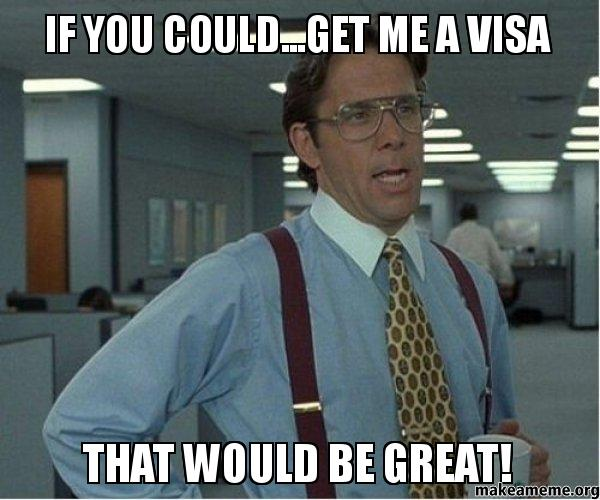 IF YOU COULD...GET ME A VISA
THAT WOULD BE GREAT!
makeameme.org